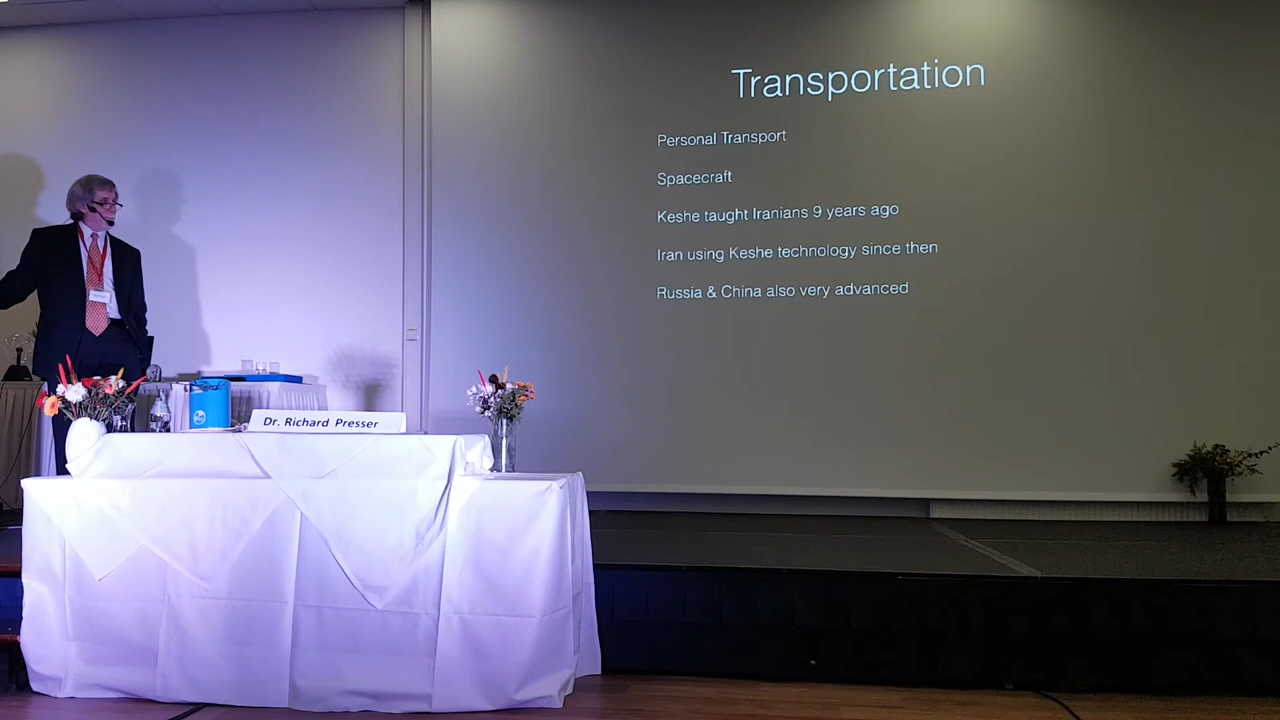 Transportation
Personal Transport
Spacecraft
Keshe taught Iranians 9 years ago
Iran using Keshe technology since then
Russia & China also very advanced
Dr. Richard Presser